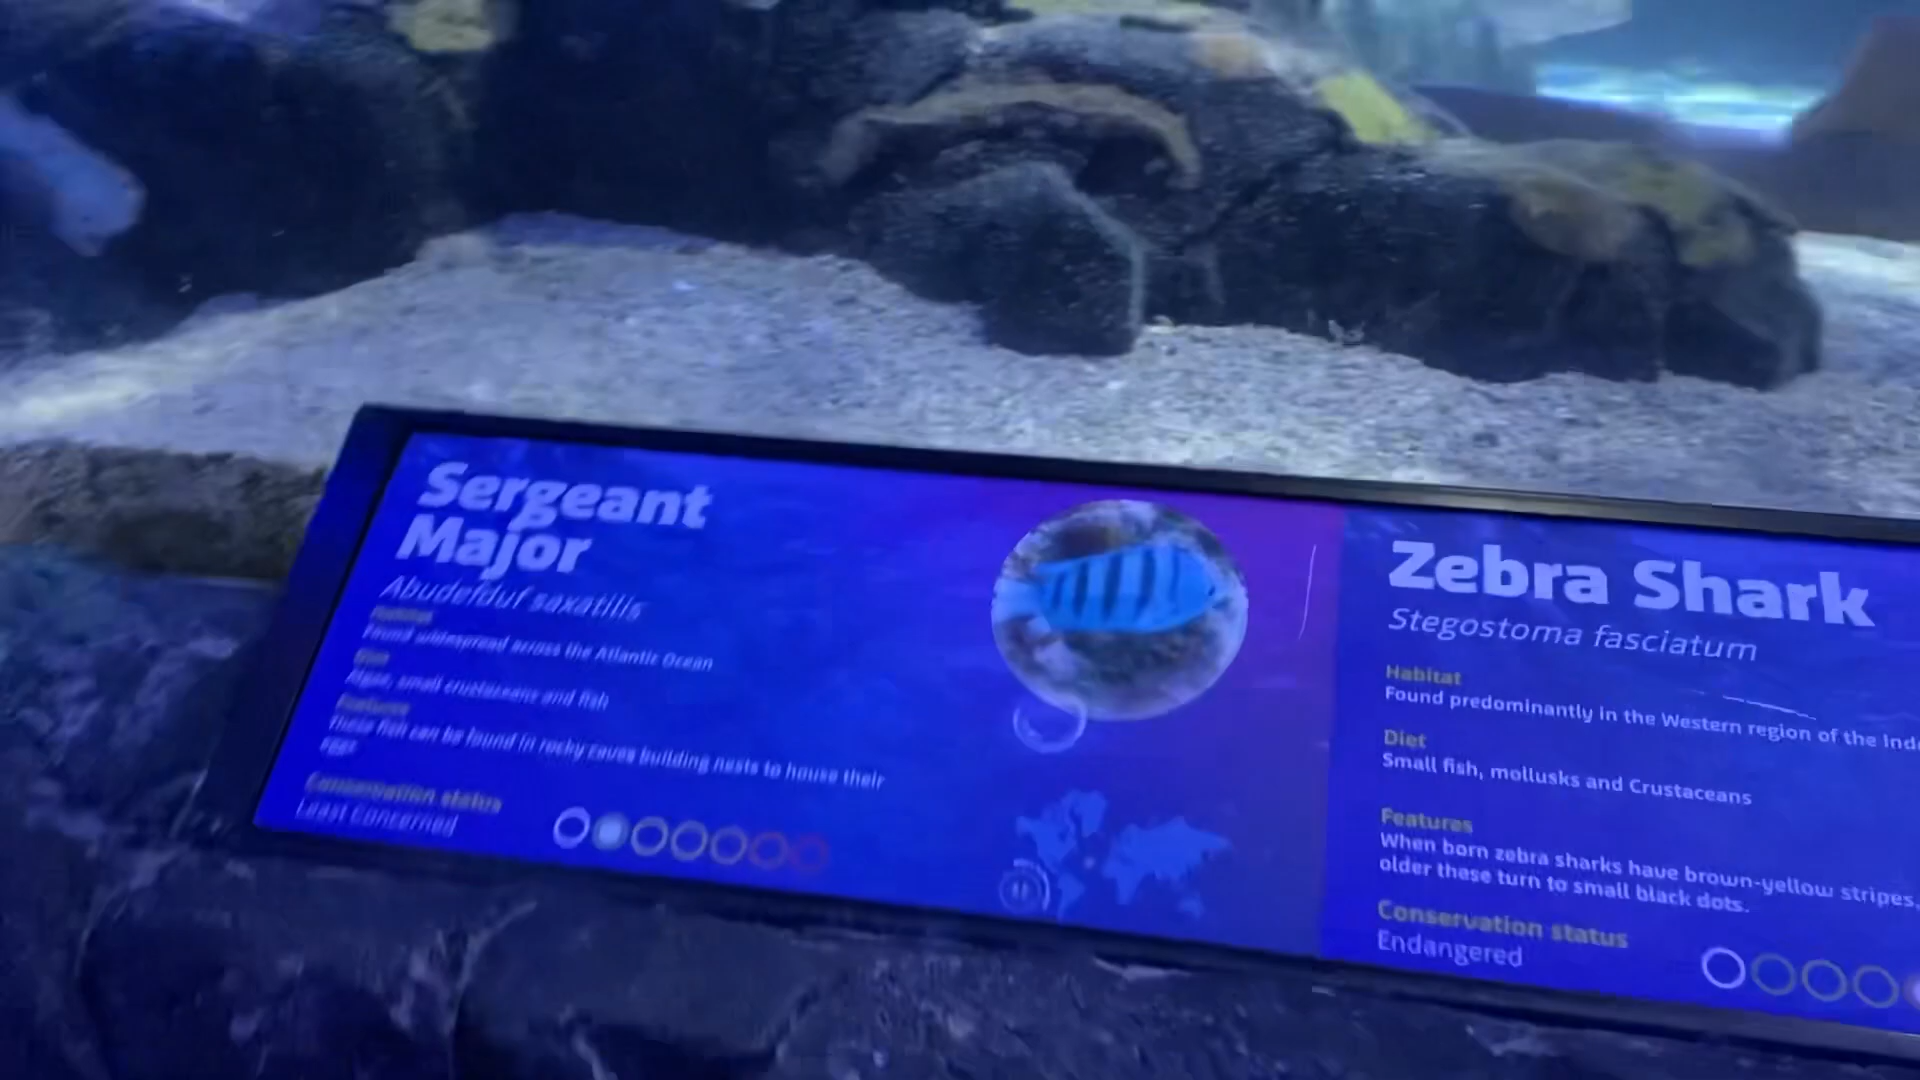 Sergeant
Major
Abudefduf saxatilis
Habitat
Found widespread across the Atlantic Ocean
Diet
Algae, small crustaceans and fish
Features
These fish can be found in rocky caves building nests to house their
Conservation status
Least Concerned
Zebra Shark
Stegostoma fasciatum
Habitat
Found predominantly in the Western region of the
Diet
Small fish, mollusks and Crustaceans
Features
When born zebra sharks have brown-yellow stripes,
older these turn to small black dots.
Conservation status
Endangered